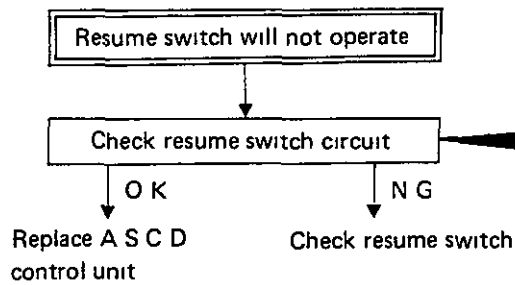 Resume switch will not operate
Check resume switch circuit
O K
N G
Replace A S C D
control unit
Check resume switch